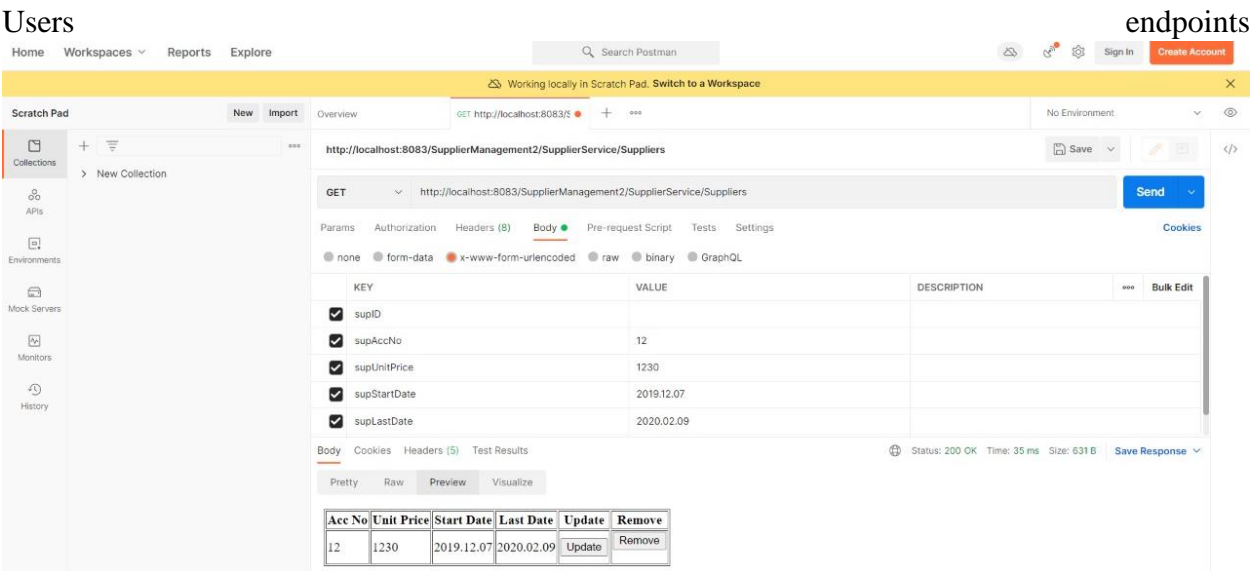 Users endpoints
Home Workspaces Reports Explore Search Postman Sign In Create Account
Working locally in Scratch Pad. Switch to a Workspace
Scratch Pad New Import Overview GET http://localhost:8083/S No Environment
Collections
New Collection
http://localhost:8083/SupplierManagement2/SupplierService/Suppliers Save
APIs
GET http://localhost:8083/SupplierManagement2/SupplierService/Suppliers Send
Environments
Params Authorization Headers (8) Body Pre-request Script Tests Settings Cookies
none form-data x-www-form-urlencoded raw binary GraphQL
Mock Servers
KEY VALUE DESCRIPTION Bulk Edit
supID
Monitors
supAccNo 12
supUnitPrice 1230
History
supStartDate 2019.12.07
supLastDate 2020.02.09
Body Cookies Headers (5) Test Results Status: 200 OK Time: 35 ms Size: 631 B Save Response
Pretty Raw Preview Visualize
Acc No Unit Price Start Date Last Date Update Remove
12 1230 2019.12.07 2020.02.09 Update Remove